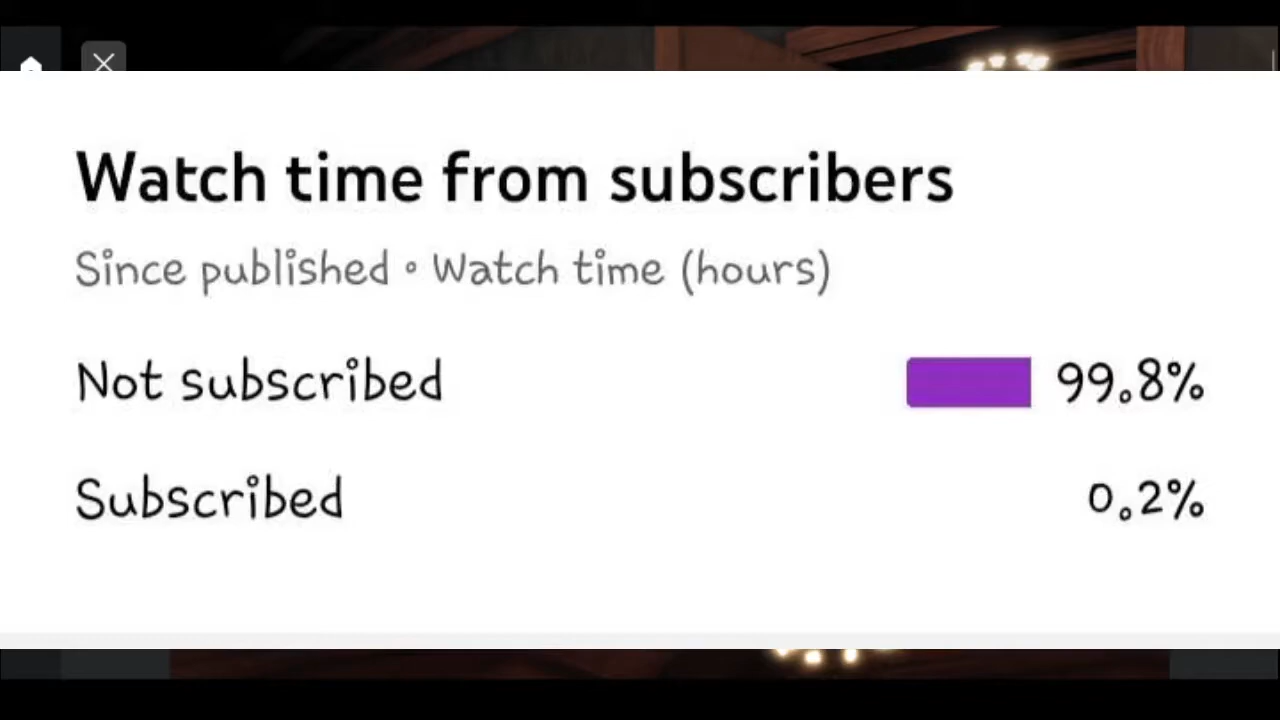 Watch time from subscribers
Since published • Watch time (hours)
Not subscribed 99.8%
Subscribed 0.2%